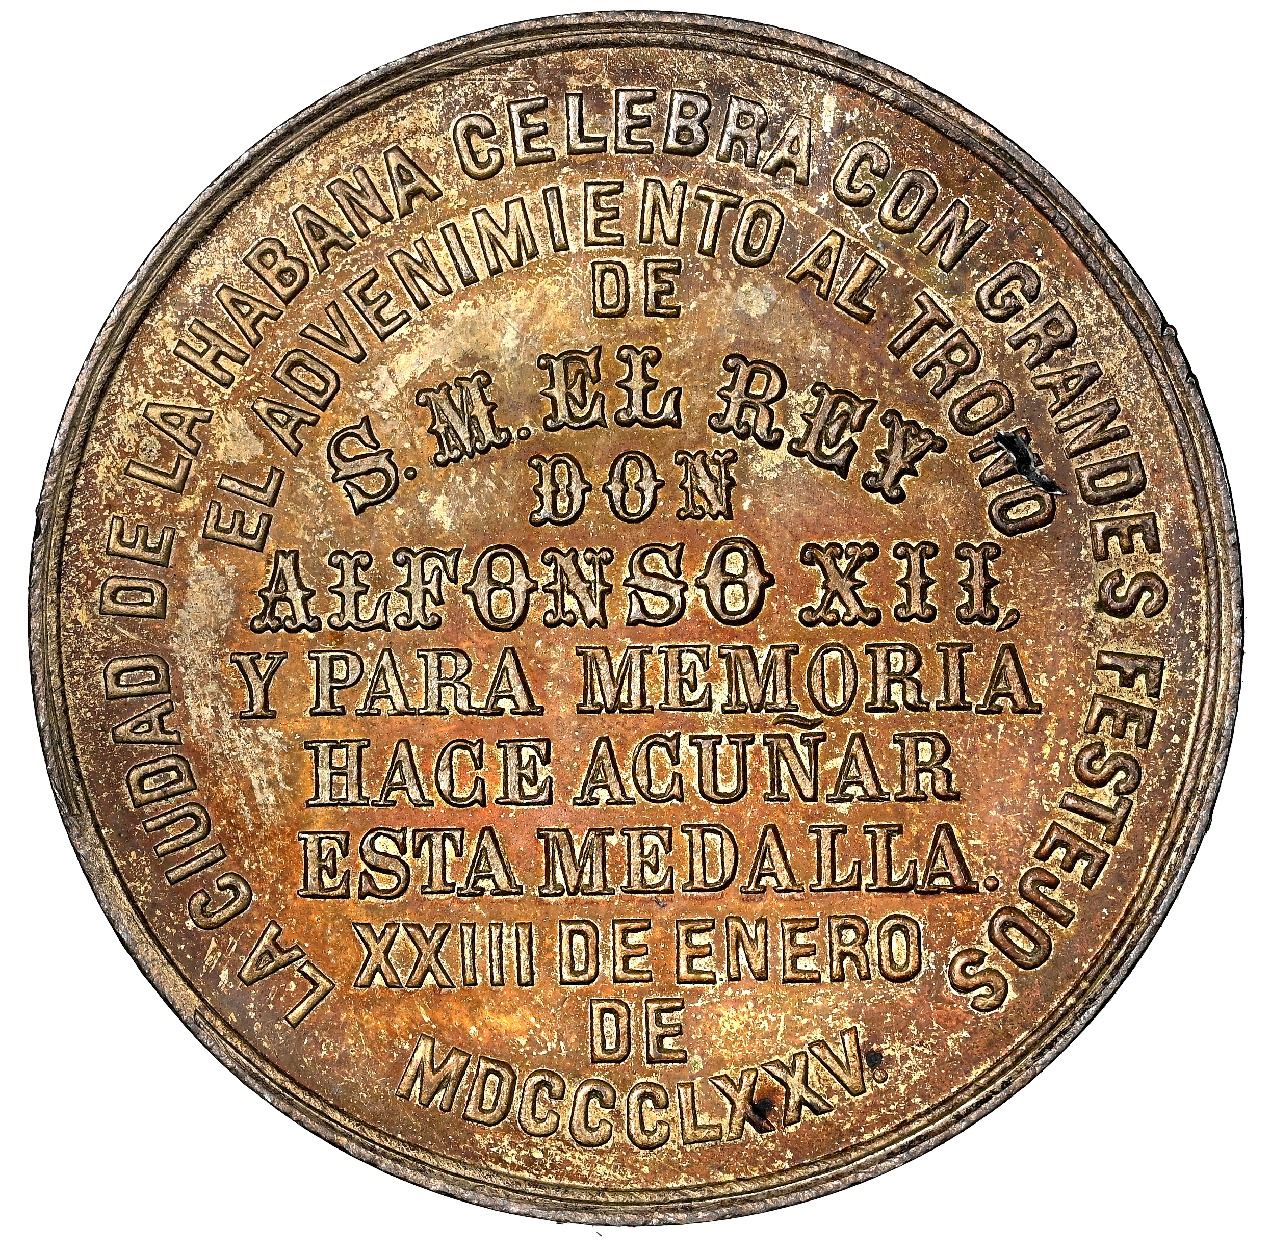 LA CIUDAD DE LA HABANA CELEBRA CON GRANDES FESTEJOS
EL ADVENIMIENTO AL TRONO
DE
S. M. EL REY
DON
ALFONSO XII,
Y PARA MEMORIA
HACE ACUÑAR
ESTA MEDALLA.
XXIII DE ENERO
DE
MDCCCLXXV.